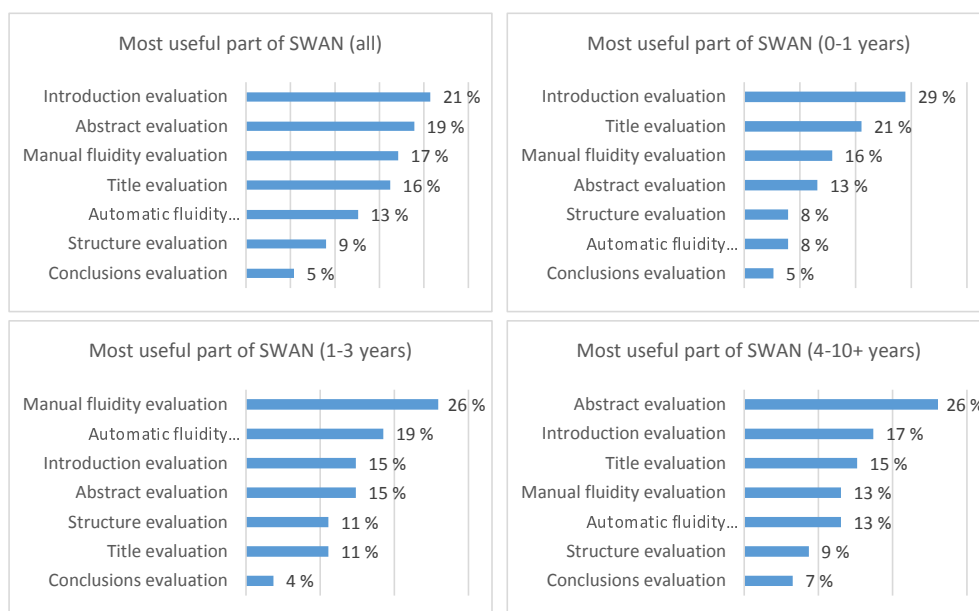 Most useful part of SWAN (all)
Introduction evaluation 21 %
Abstract evaluation 19 %
Manual fluidity evaluation 17 %
Title evaluation 16 %
Automatic fluidity… 13 %
Structure evaluation 9 %
Conclusions evaluation 5 %
Most useful part of SWAN (0-1 years)
Introduction evaluation 29 %
Title evaluation 21 %
Manual fluidity evaluation 16 %
Abstract evaluation 13 %
Structure evaluation 8 %
Automatic fluidity… 8 %
Conclusions evaluation 5 %
Most useful part of SWAN (1-3 years)
Manual fluidity evaluation 26 %
Automatic fluidity… 19 %
Introduction evaluation 15 %
Abstract evaluation 15 %
Structure evaluation 11 %
Title evaluation 11 %
Conclusions evaluation 4 %
Most useful part of SWAN (4-10+ years)
Abstract evaluation 26 %
Introduction evaluation 17 %
Title evaluation 15 %
Manual fluidity evaluation 13 %
Automatic fluidity… 13 %
Structure evaluation 9 %
Conclusions evaluation 7 %